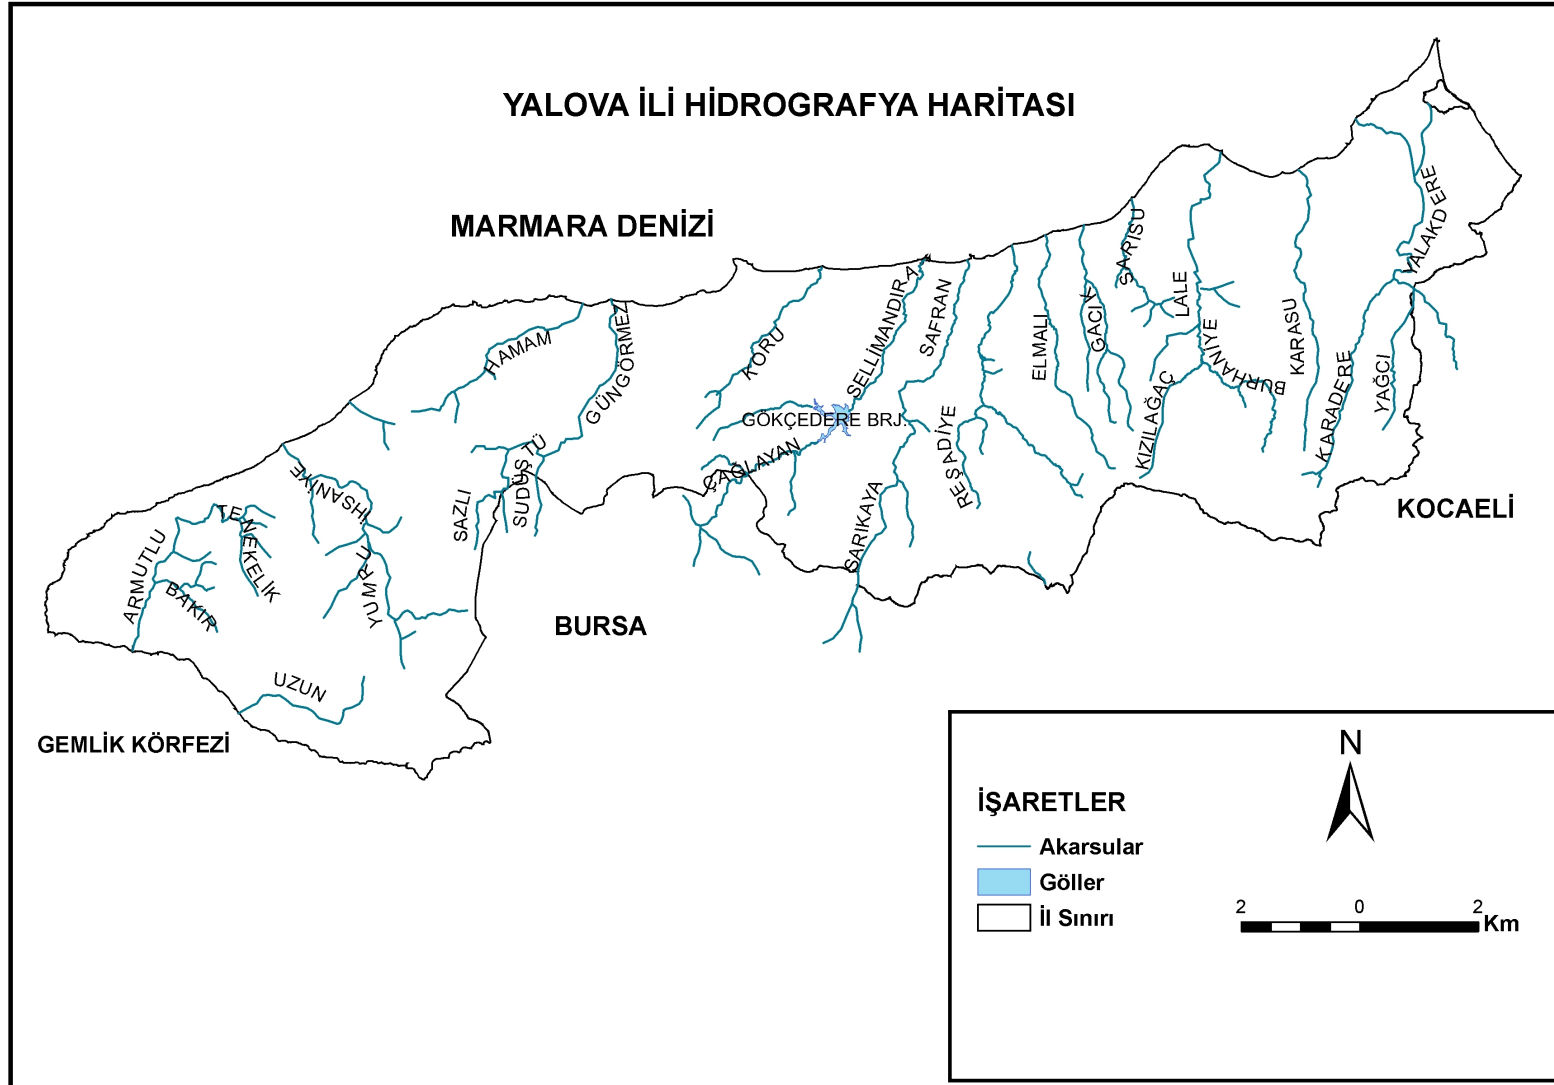 YALOVA İLİ HİDROGRAFYA HARİTASI
MARMARA DENİZİ
YALAKDERE
SARISU
LALE
SELLİMANDIRA
SAFRAN
GACIK
KARASU
ELMALI
KORU
HAMAM
GÜNGÖRMEZ
BURHANİYE
KIZILAĞAÇ
KARADERE
YAĞCI
GÖKÇEDERE BRJ.
REŞADİYE
ÇAĞLAYAN
SUDÜŞTÜ
SAZLI
İHSANİYE
SARIKAYA
KOCAELİ
TENEKELİK
ARMUTLU
BAKIR
YUMRU
BURSA
UZUN
GEMLİK KÖRFEZİ
N
İŞARETLER
Akarsular
Göller
İl Sınırı
2 0 2
Km